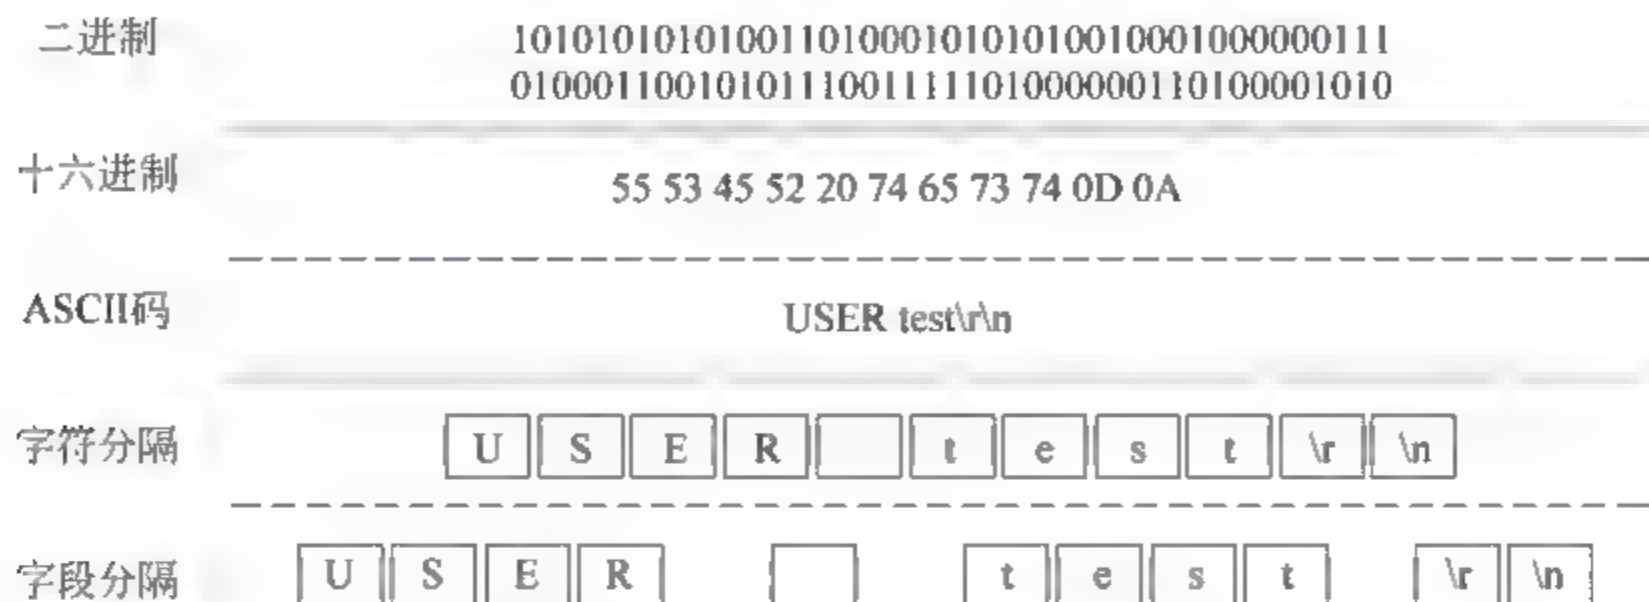 二进制
1010101010100110100010101010010001000000111
0100011001010111001111101000000110100001010
十六进制
55 53 45 52 20 74 65 73 74 0D 0A
ASCII码
USER test\r\n
字符分隔
U S E R t e s t \r \n
字段分隔
U S E R t e s t \r \n